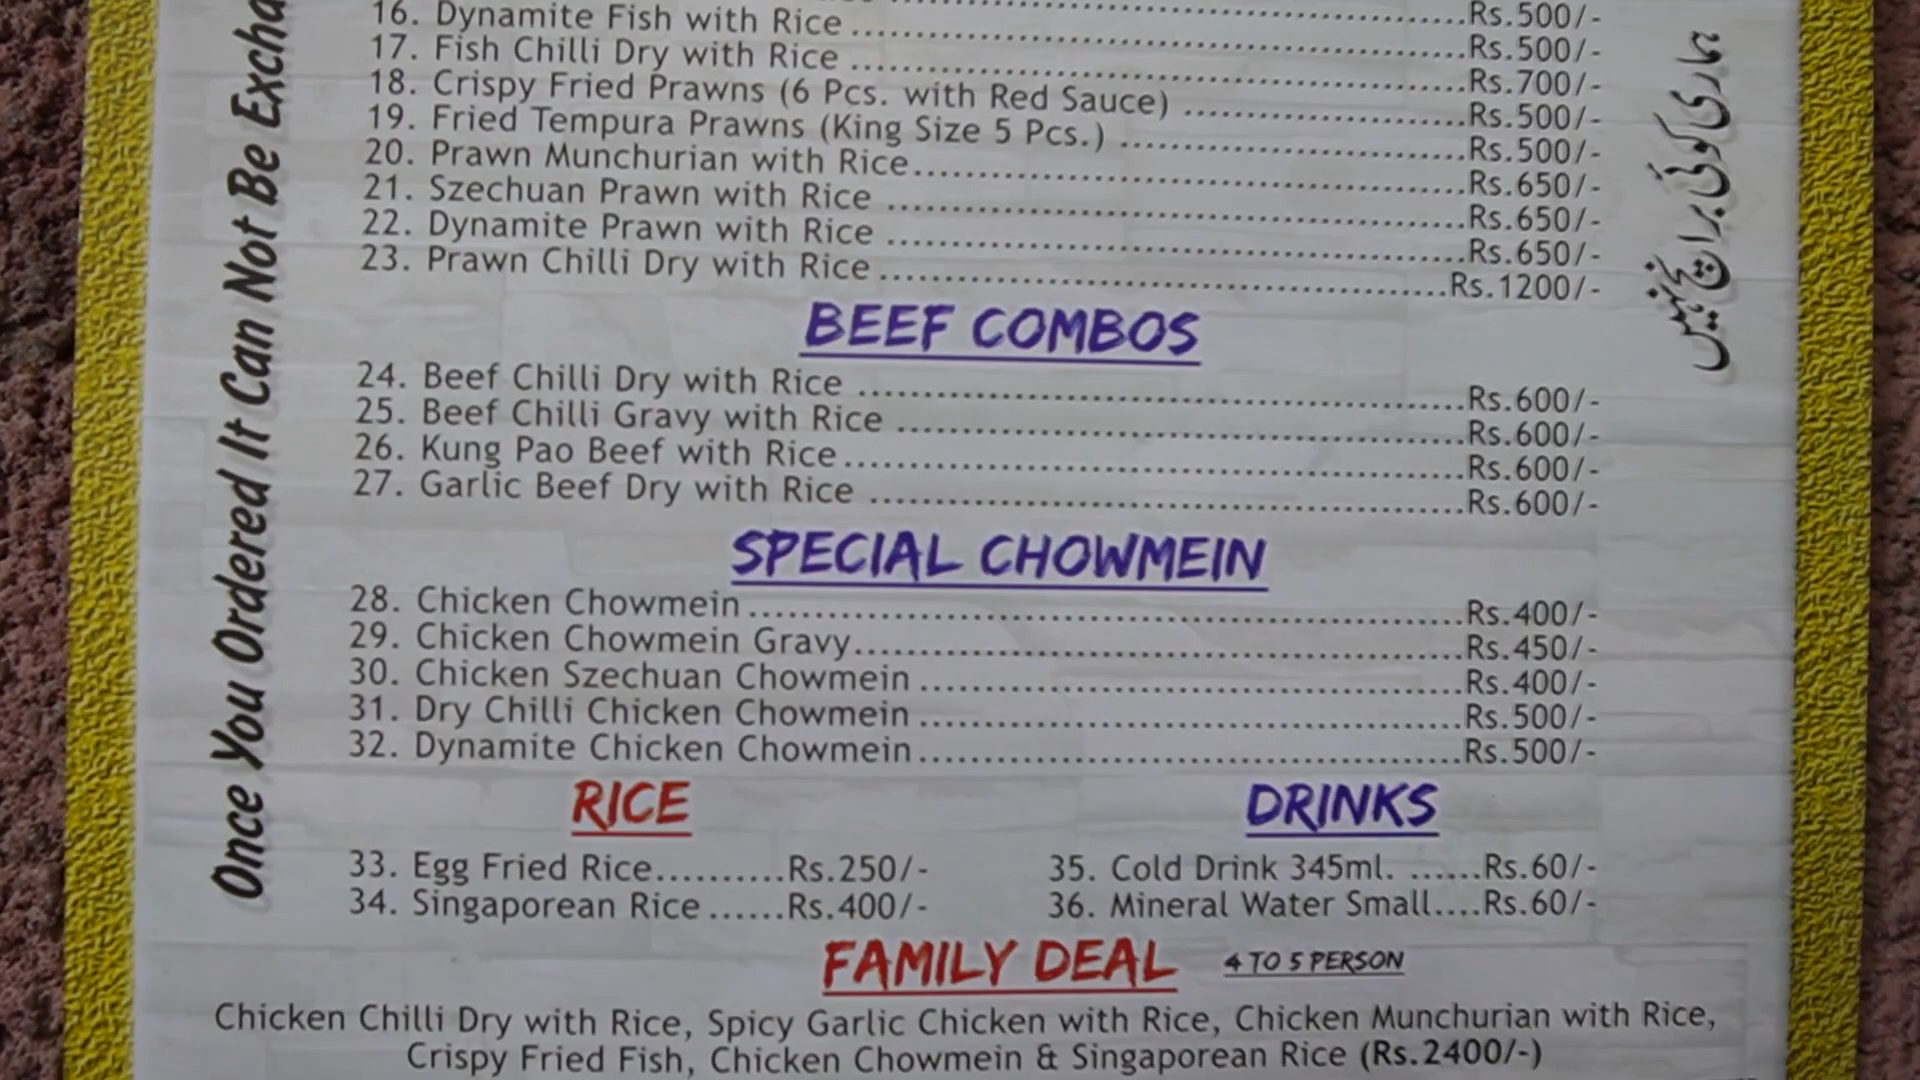 Rs.500/-
16. Dynamite Fish with Rice ........Rs.500/-
17. Fish Chilli Dry with Rice ........Rs.700/-
18. Crispy Fried Prawns (6 Pcs. with Red Sauce) ........Rs.500/-
19. Fried Tempura Prawns (King Size 5 Pcs.) ........Rs.500/-
20. Prawn Munchurian with Rice........Rs.650/-
21. Szechuan Prawn with Rice ........Rs.650/-
22. Dynamite Prawn with Rice ........Rs.650/-
23. Prawn Chilli Dry with Rice ........Rs.1200/-
BEEF COMBOS
24. Beef Chilli Dry with Rice ........Rs.600/-
25. Beef Chilli Gravy with Rice ........Rs.600/-
26. Kung Pao Beef with Rice........Rs.600/-
27. Garlic Beef Dry with Rice ........Rs.600/-
SPECIAL CHOWMEIN
28. Chicken Chowmein........Rs.400/-
29. Chicken Chowmein Gravy........Rs.450/-
30. Chicken Szechuan Chowmein........Rs.400/-
31. Dry Chilli Chicken Chowmein........Rs.500/-
32. Dynamite Chicken Chowmein........Rs.500/-
RICE
33. Egg Fried Rice..........Rs.250/-
34. Singaporean Rice......Rs.400/-
DRINKS
35. Cold Drink 345ml. ......Rs.60/-
36. Mineral Water Small....Rs.60/-
FAMILY DEAL 4 TO 5 PERSON
Chicken Chilli Dry with Rice, Spicy Garlic Chicken with Rice, Chicken Munchurian with Rice,
Crispy Fried Fish, Chicken Chowmein & Singaporean Rice (Rs.2400/-)
Once You Ordered It Can Not Be Excha
ہماری کوئی برانچ نہیں